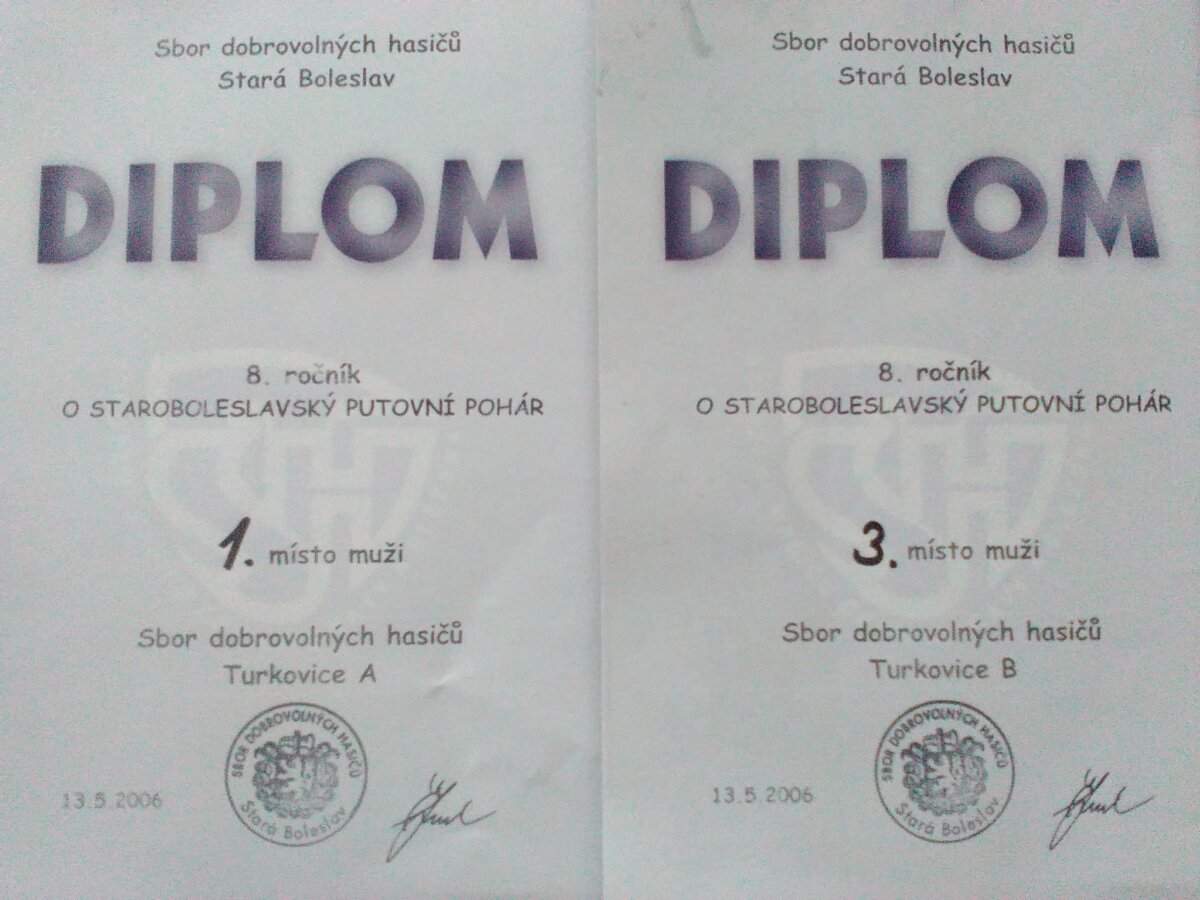 Sbor dobrovolných hasičů
Stará Boleslav
DIPLOM
8. ročník
O STAROBOLESLAVSKÝ PUTOVNÍ POHÁR
1. místo muži
Sbor dobrovolných hasičů
Turkovice A
SBOR DOBROVOLNÝCH HASIČŮ
Stará Boleslav
13.5.2006
Sbor dobrovolných hasičů
Stará Boleslav
DIPLOM
8. ročník
O STAROBOLESLAVSKÝ PUTOVNÍ POHÁR
3. místo muži
Sbor dobrovolných hasičů
Turkovice B
SBOR DOBROVOLNÝCH HASIČŮ
Stará Boleslav
13.5.2006